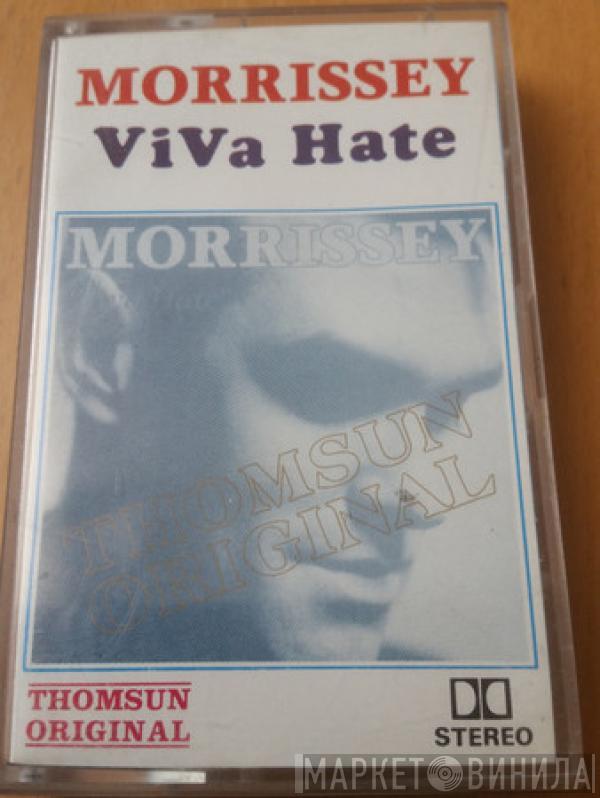 MORRISSEY
ViVa Hate
MORRISSEY
THOMSUN
ORIGINAL
THOMSUN
ORIGINAL
STEREO
МАРКЕТ ВИНИЛА